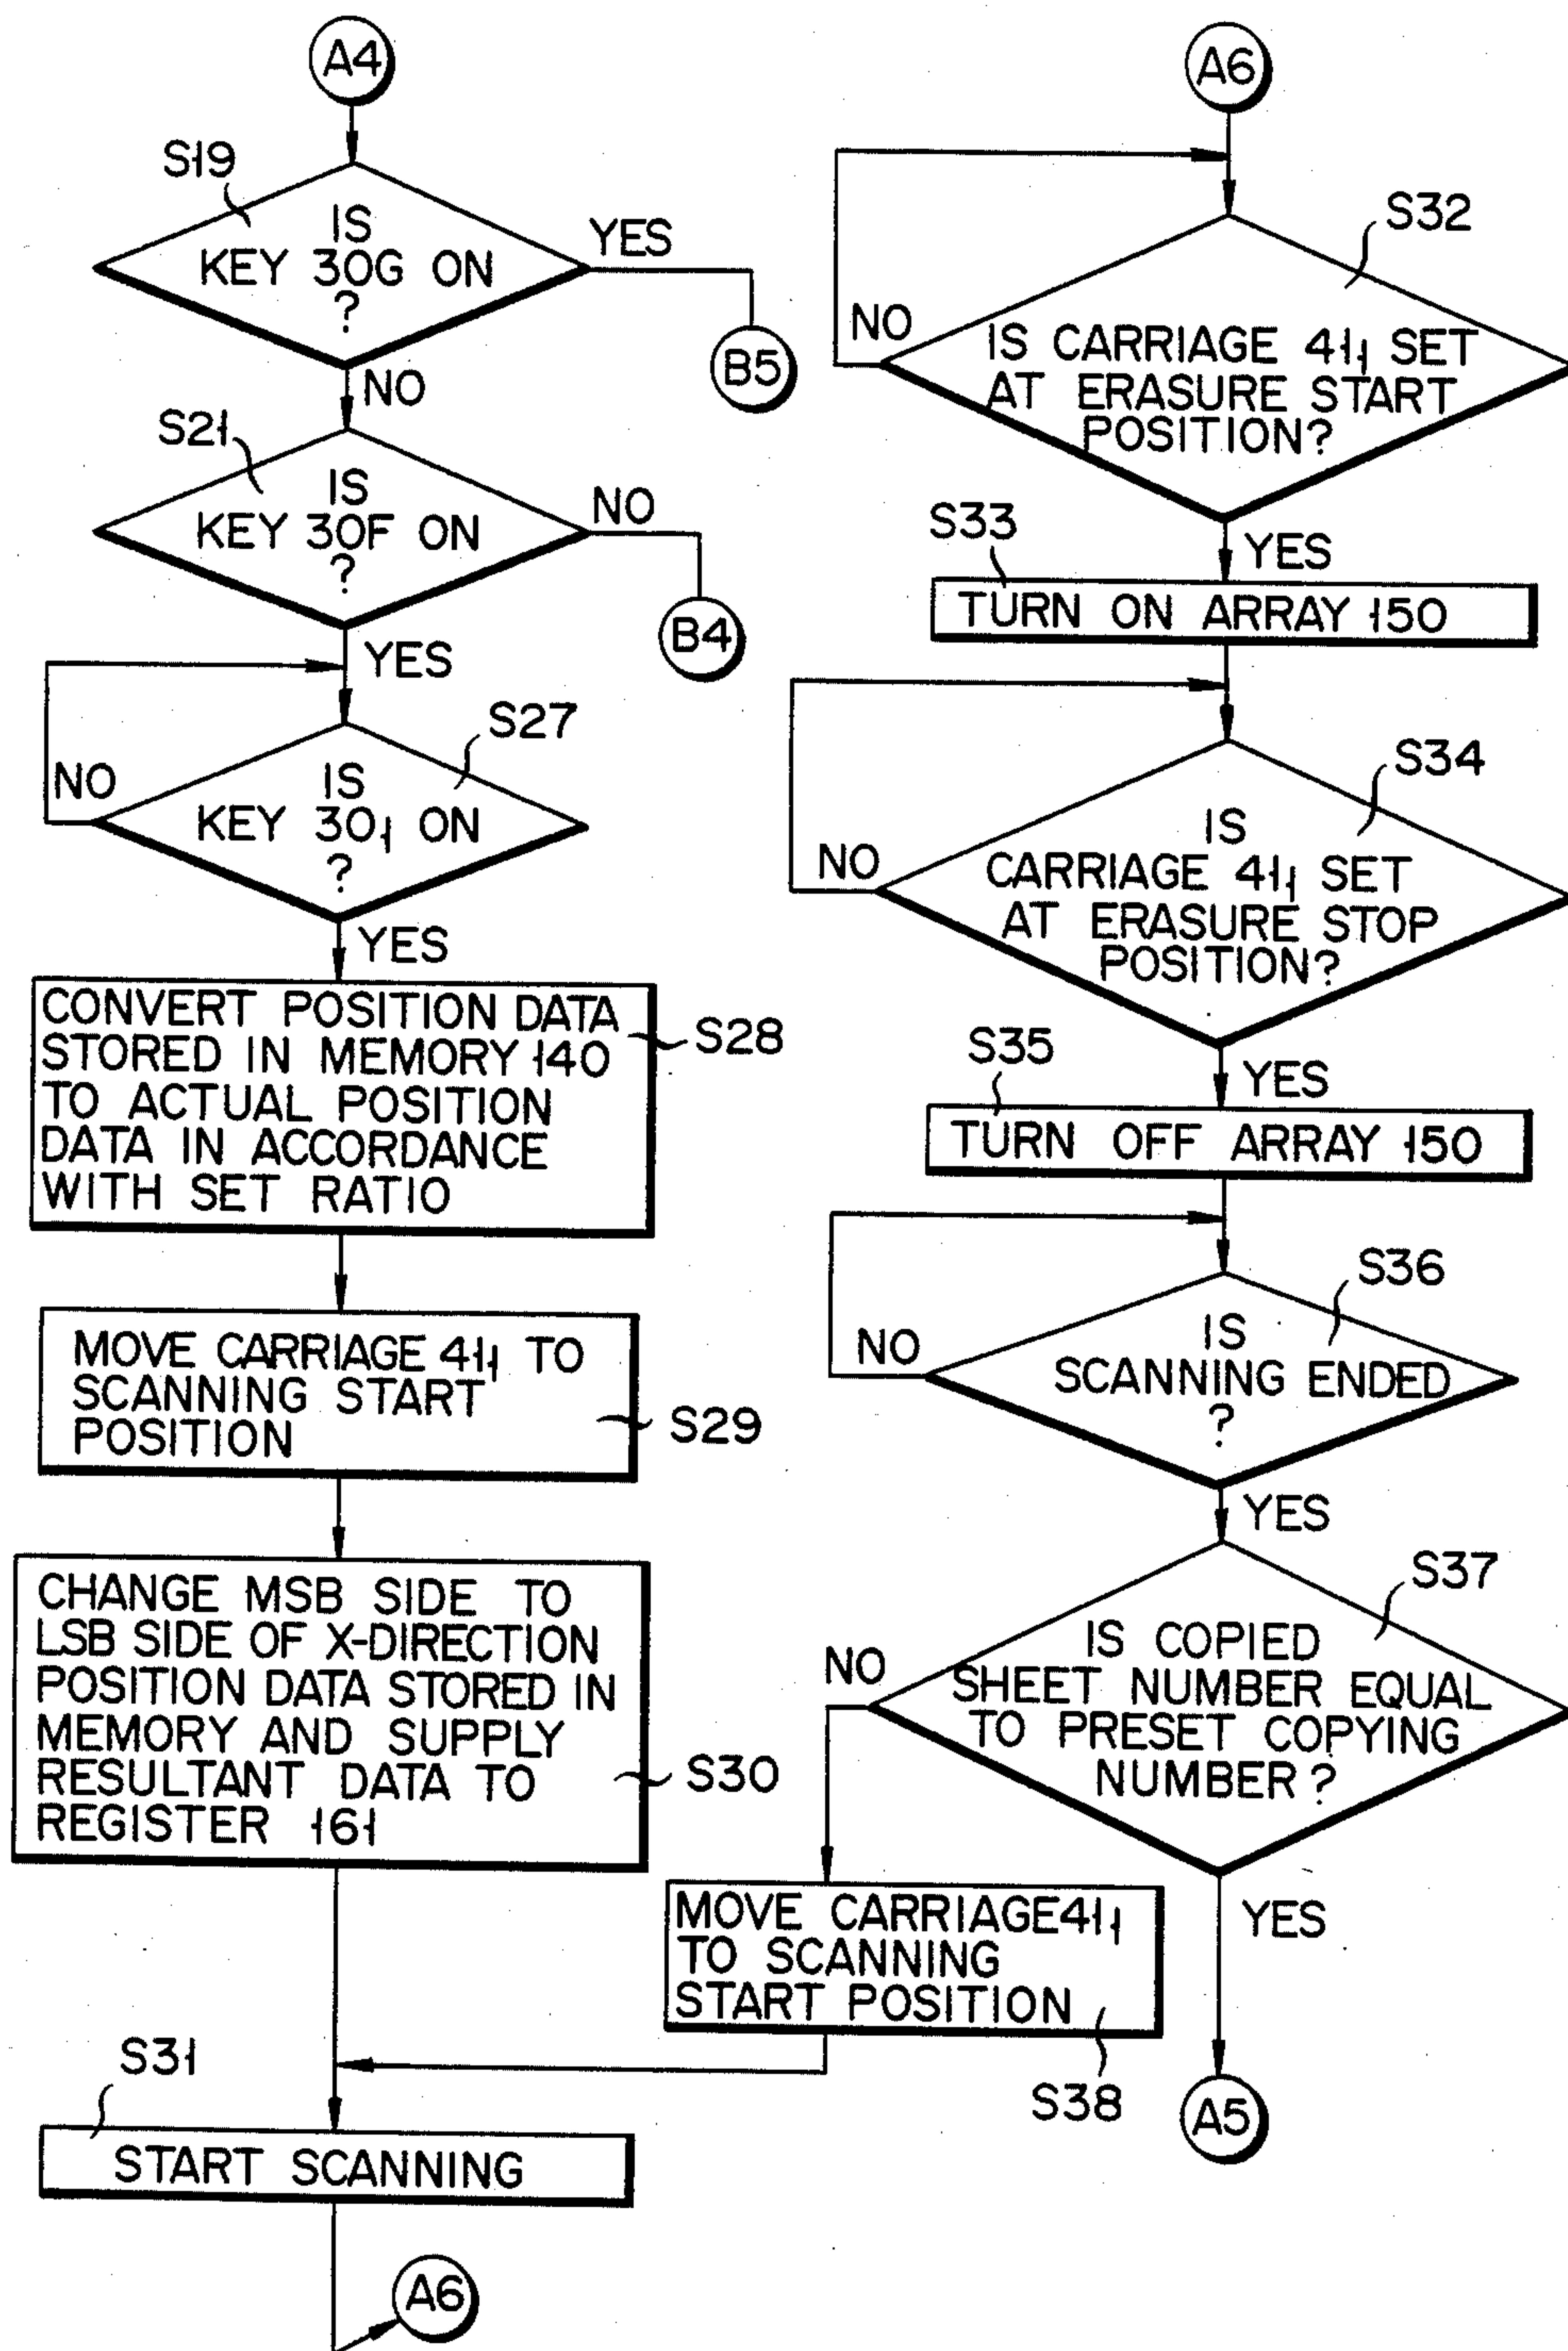 A4
S19
IS
KEY 30G ON
?
YES
B5
NO
S21
IS
KEY 30F ON
?
NO
B4
YES
S27
NO
IS
KEY 30₁ ON
?
YES
CONVERT POSITION DATA
STORED IN MEMORY 140
TO ACTUAL POSITION
DATA IN ACCORDANCE
WITH SET RATIO
S28
MOVE CARRIAGE 41₁ TO
SCANNING START
POSITION
S29
CHANGE MSB SIDE TO
LSB SIDE OF X-DIRECTION
POSITION DATA STORED IN
MEMORY AND SUPPLY
RESULTANT DATA TO
REGISTER 161
S30
S31
START SCANNING
A6
A6
S32
NO
IS CARRIAGE 41₁ SET
AT ERASURE START
POSITION?
S33
YES
TURN ON ARRAY 150
S34
NO
IS
CARRIAGE 41₁ SET
AT ERASURE STOP
POSITION?
S35
YES
TURN OFF ARRAY 150
S36
NO
IS
SCANNING ENDED
?
YES
S37
NO
IS COPIED
SHEET NUMBER EQUAL
TO PRESET COPYING
NUMBER?
MOVE CARRIAGE 41₁
TO SCANNING
START POSITION
S38
YES
A5